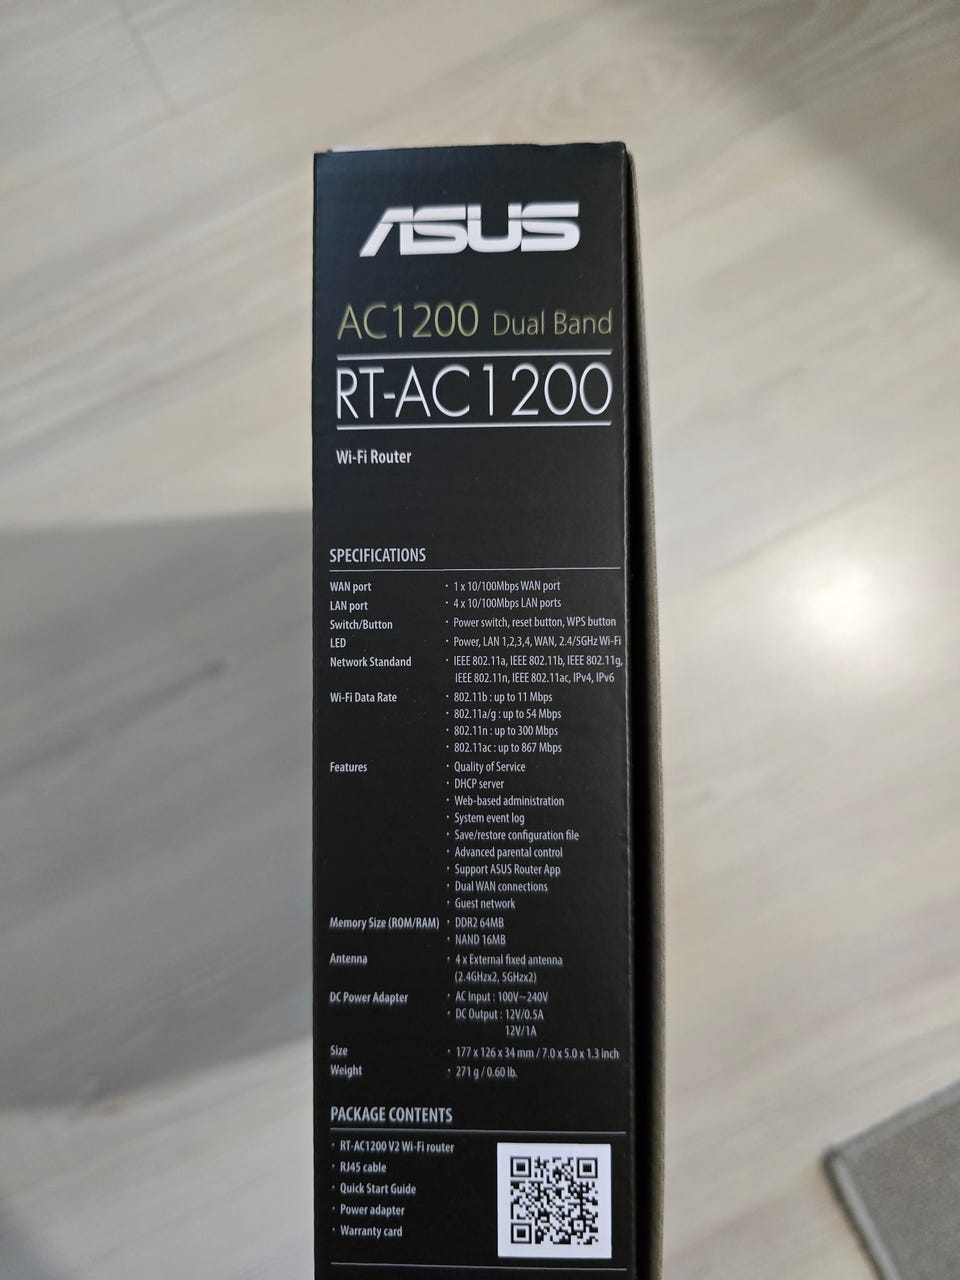 ASUS
AC1200 Dual Band
RT-AC1200
Wi-Fi Router
SPECIFICATIONS
WAN port · 1 x 10/100Mbps WAN port
LAN port · 4 x 10/100Mbps LAN ports
Switch/Button · Power switch, reset button, WPS button
LED · Power, LAN 1,2,3,4, WAN, 2.4/5GHz Wi-Fi
Network Standard · IEEE 802.11a, IEEE 802.11b, IEEE 802.11g,
IEEE 802.11n, IEEE 802.11ac, IPv4, IPv6
Wi-Fi Data Rate · 802.11b : up to 11 Mbps
· 802.11a/g : up to 54 Mbps
· 802.11n : up to 300 Mbps
· 802.11ac : up to 867 Mbps
Features · Quality of Service
· DHCP server
· Web-based administration
· System event log
· Save/restore configuration file
· Advanced parental control
· Support ASUS Router App
· Dual WAN connections
· Guest network
Memory Size (ROM/RAM) · DDR2 64MB
· NAND 16MB
Antenna · 4 x External fixed antenna
(2.4GHzx2, 5GHzx2)
DC Power Adapter · AC Input : 100V~240V
· DC Output : 12V/0.5A
12V/1A
Size · 177 x 126 x 34 mm / 7.0 x 5.0 x 1.3 inch
Weight · 271 g / 0.60 lb.
PACKAGE CONTENTS
· RT-AC1200 V2 Wi-Fi router
· RJ45 cable
· Quick Start Guide
· Power adapter
· Warranty card